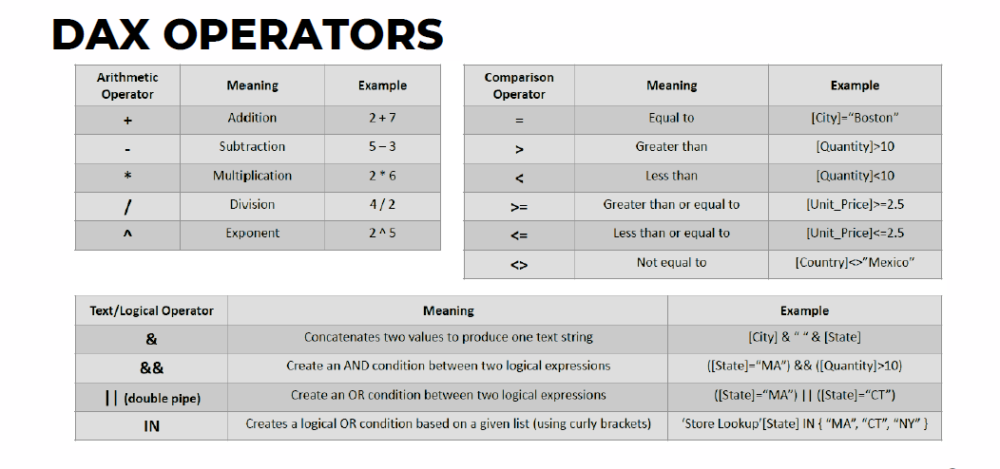 DAX OPERATORS
Arithmetic Operator Meaning Example
+ Addition 2 + 7
- Subtraction 5 – 3
* Multiplication 2 * 6
/ Division 4 / 2
^ Exponent 2 ^ 5
Comparison Operator Meaning Example
= Equal to [City]=“Boston”
> Greater than [Quantity]>10
< Less than [Quantity]<10
>= Greater than or equal to [Unit_Price]>=2.5
<= Less than or equal to [Unit_Price]<=2.5
<> Not equal to [Country]<>”Mexico”
Text/Logical Operator Meaning Example
& Concatenates two values to produce one text string [City] & “ “ & [State]
&& Create an AND condition between two logical expressions ([State]=“MA”) && ([Quantity]>10)
|| (double pipe) Create an OR condition between two logical expressions ([State]=“MA”) || ([State]=“CT”)
IN Creates a logical OR condition based on a given list (using curly brackets) ‘Store Lookup’[State] IN { “MA”, “CT”, “NY” }